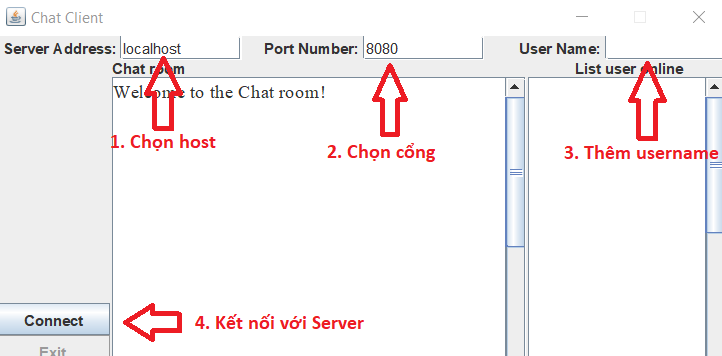 Chat Client
Server Address: localhost Port Number: 8080 User Name:
Chat room List user online
Welcome to the Chat room!
1. Chọn host
2. Chọn cổng
3. Thêm username
Connect
4. Kết nối với Server
Exit